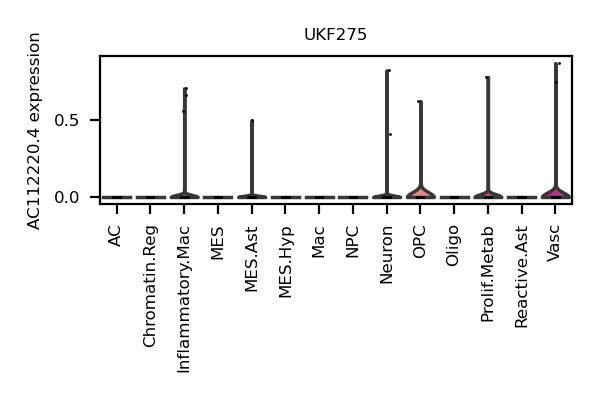 UKF275
AC112220.4 expression
0.5
0.0
AC
Chromatin.Reg
Inflammatory.Mac
MES
MES.Ast
MES.Hyp
Mac
NPC
Neuron
OPC
Oligo
Prolif.Metab
Reactive.Ast
Vasc